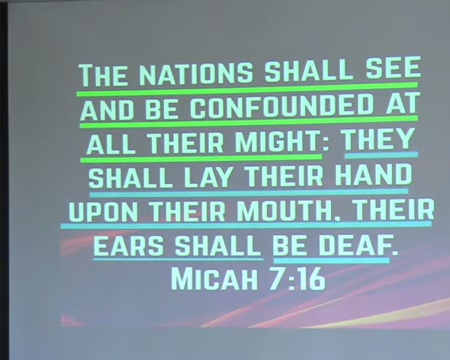 THE NATIONS SHALL SEE
AND BE CONFOUNDED AT
ALL THEIR MIGHT: THEY
SHALL LAY THEIR HAND
UPON THEIR MOUTH. THEIR
EARS SHALL BE DEAF.
MICAH 7:16